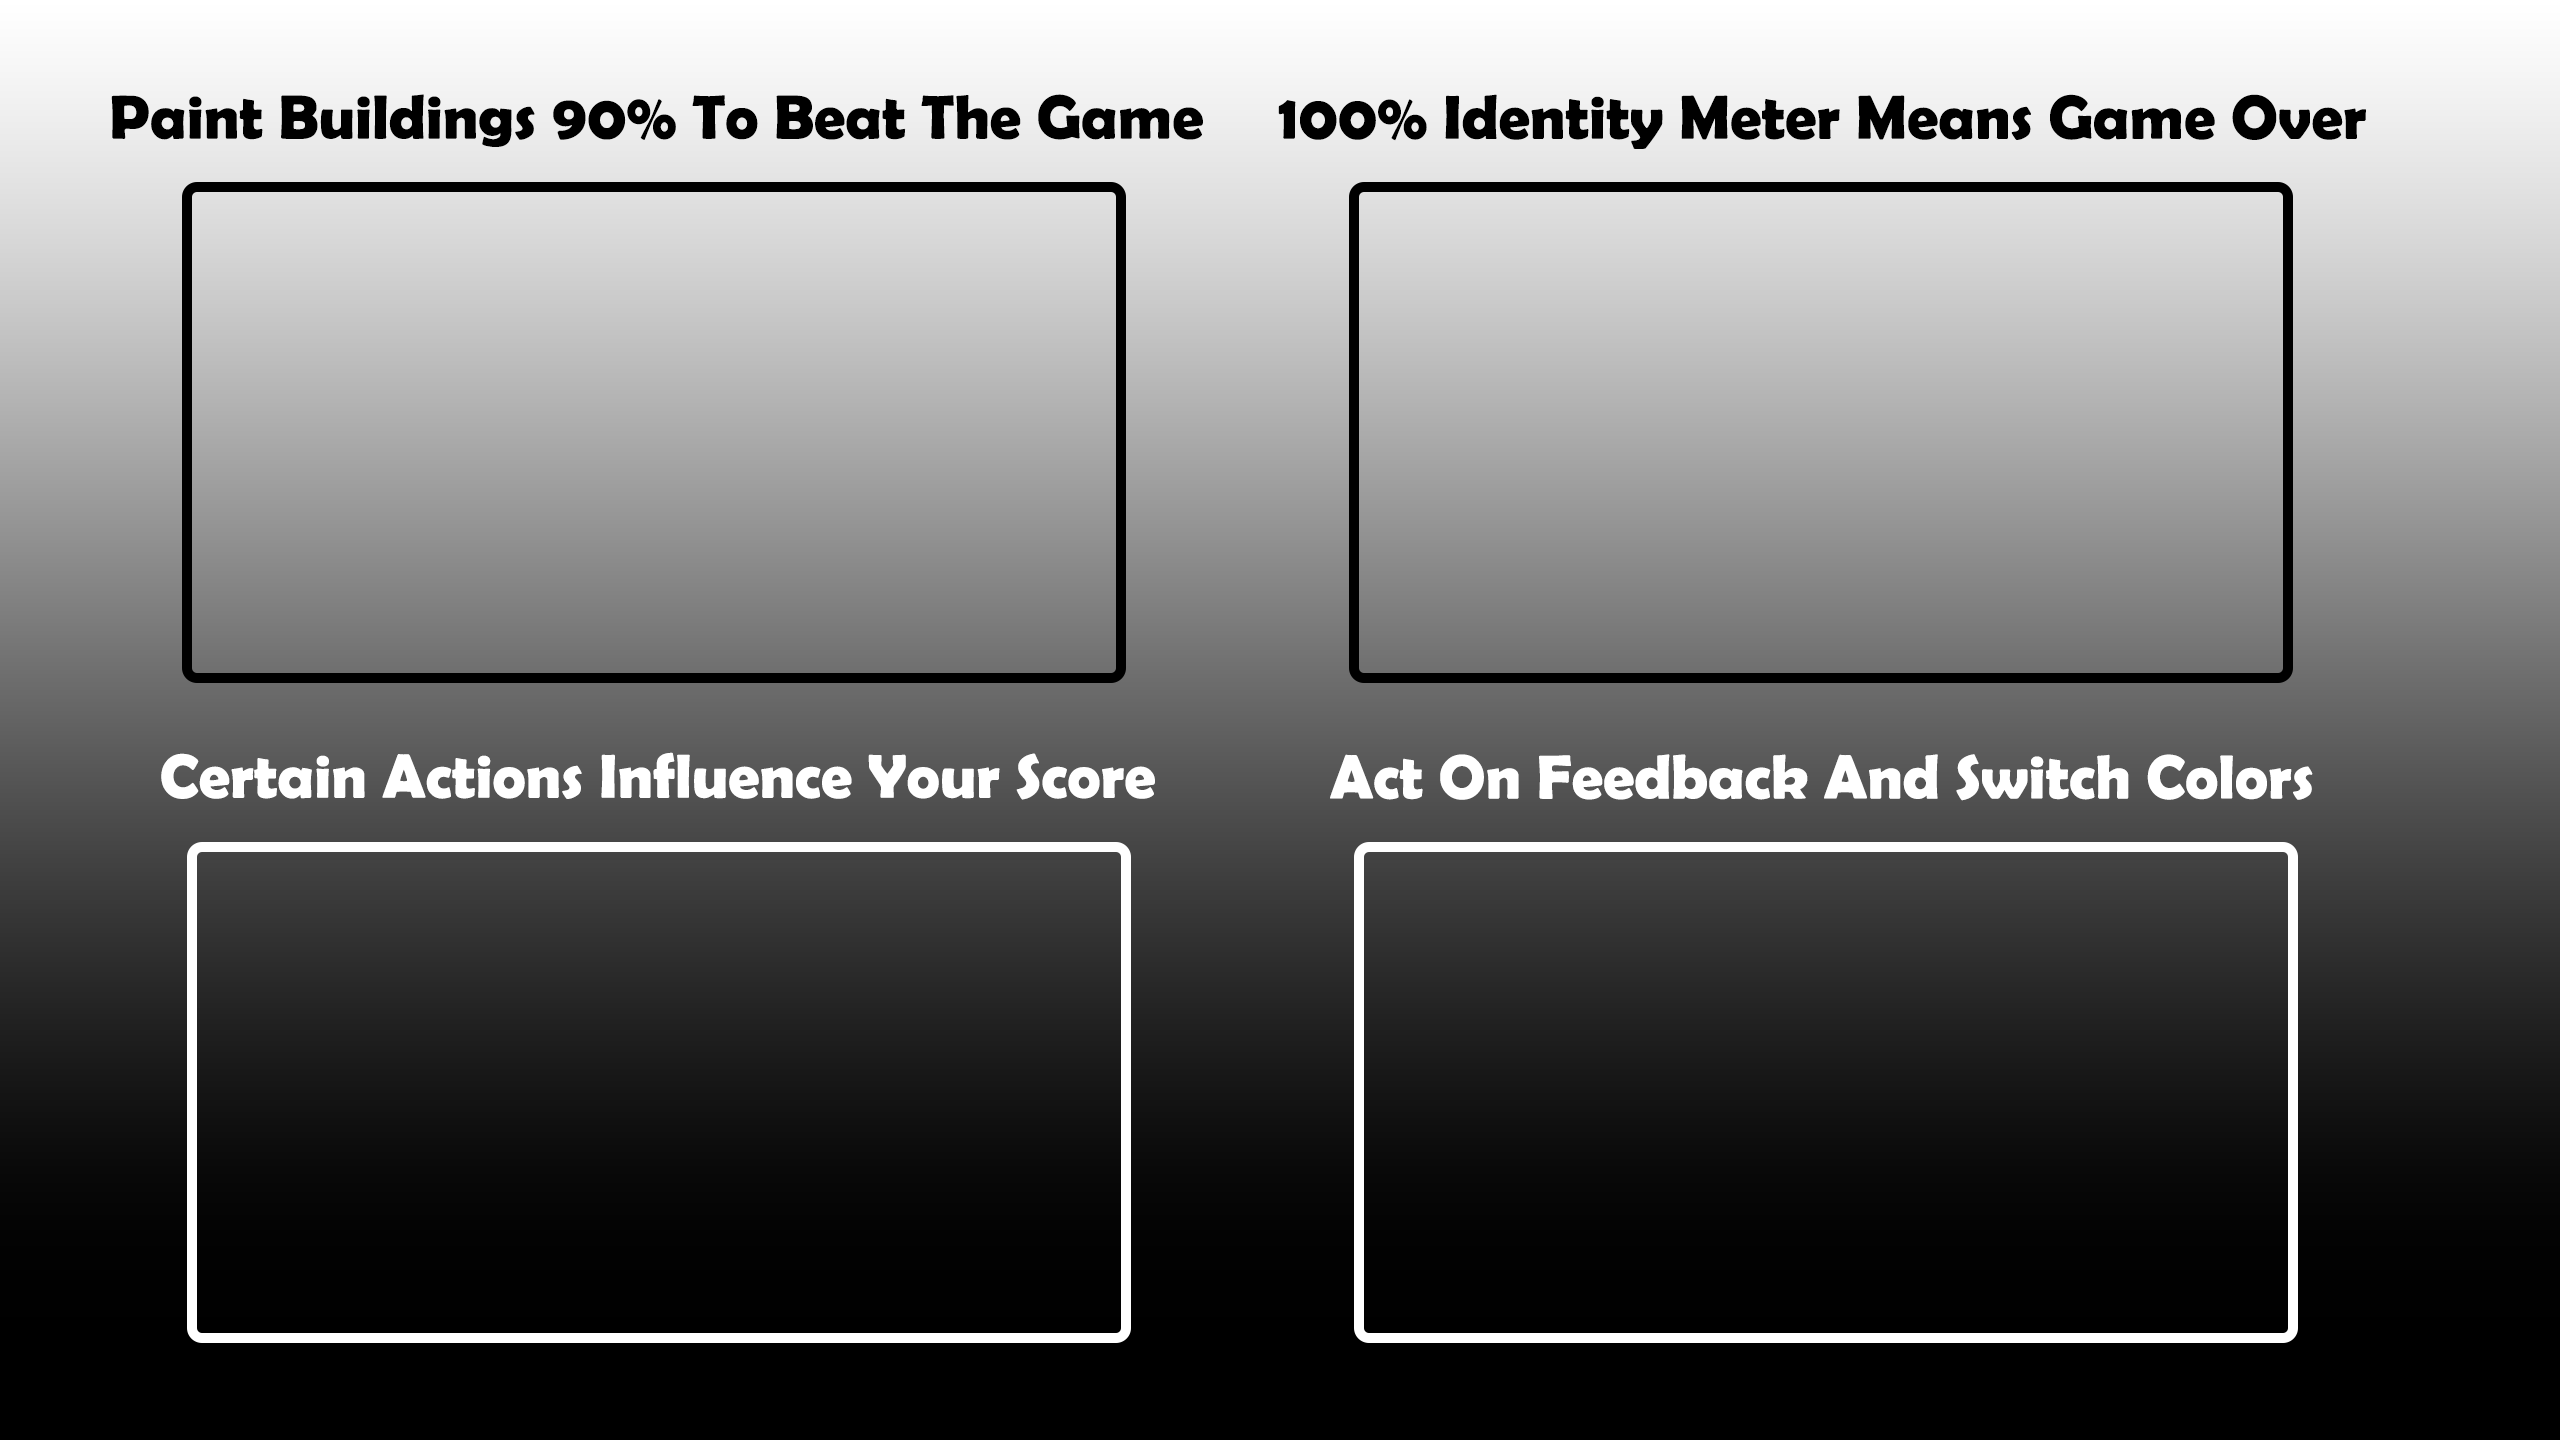 Paint Buildings 90% To Beat The Game
100% Identity Meter Means Game Over
Certain Actions Influence Your Score
Act On Feedback And Switch Colors